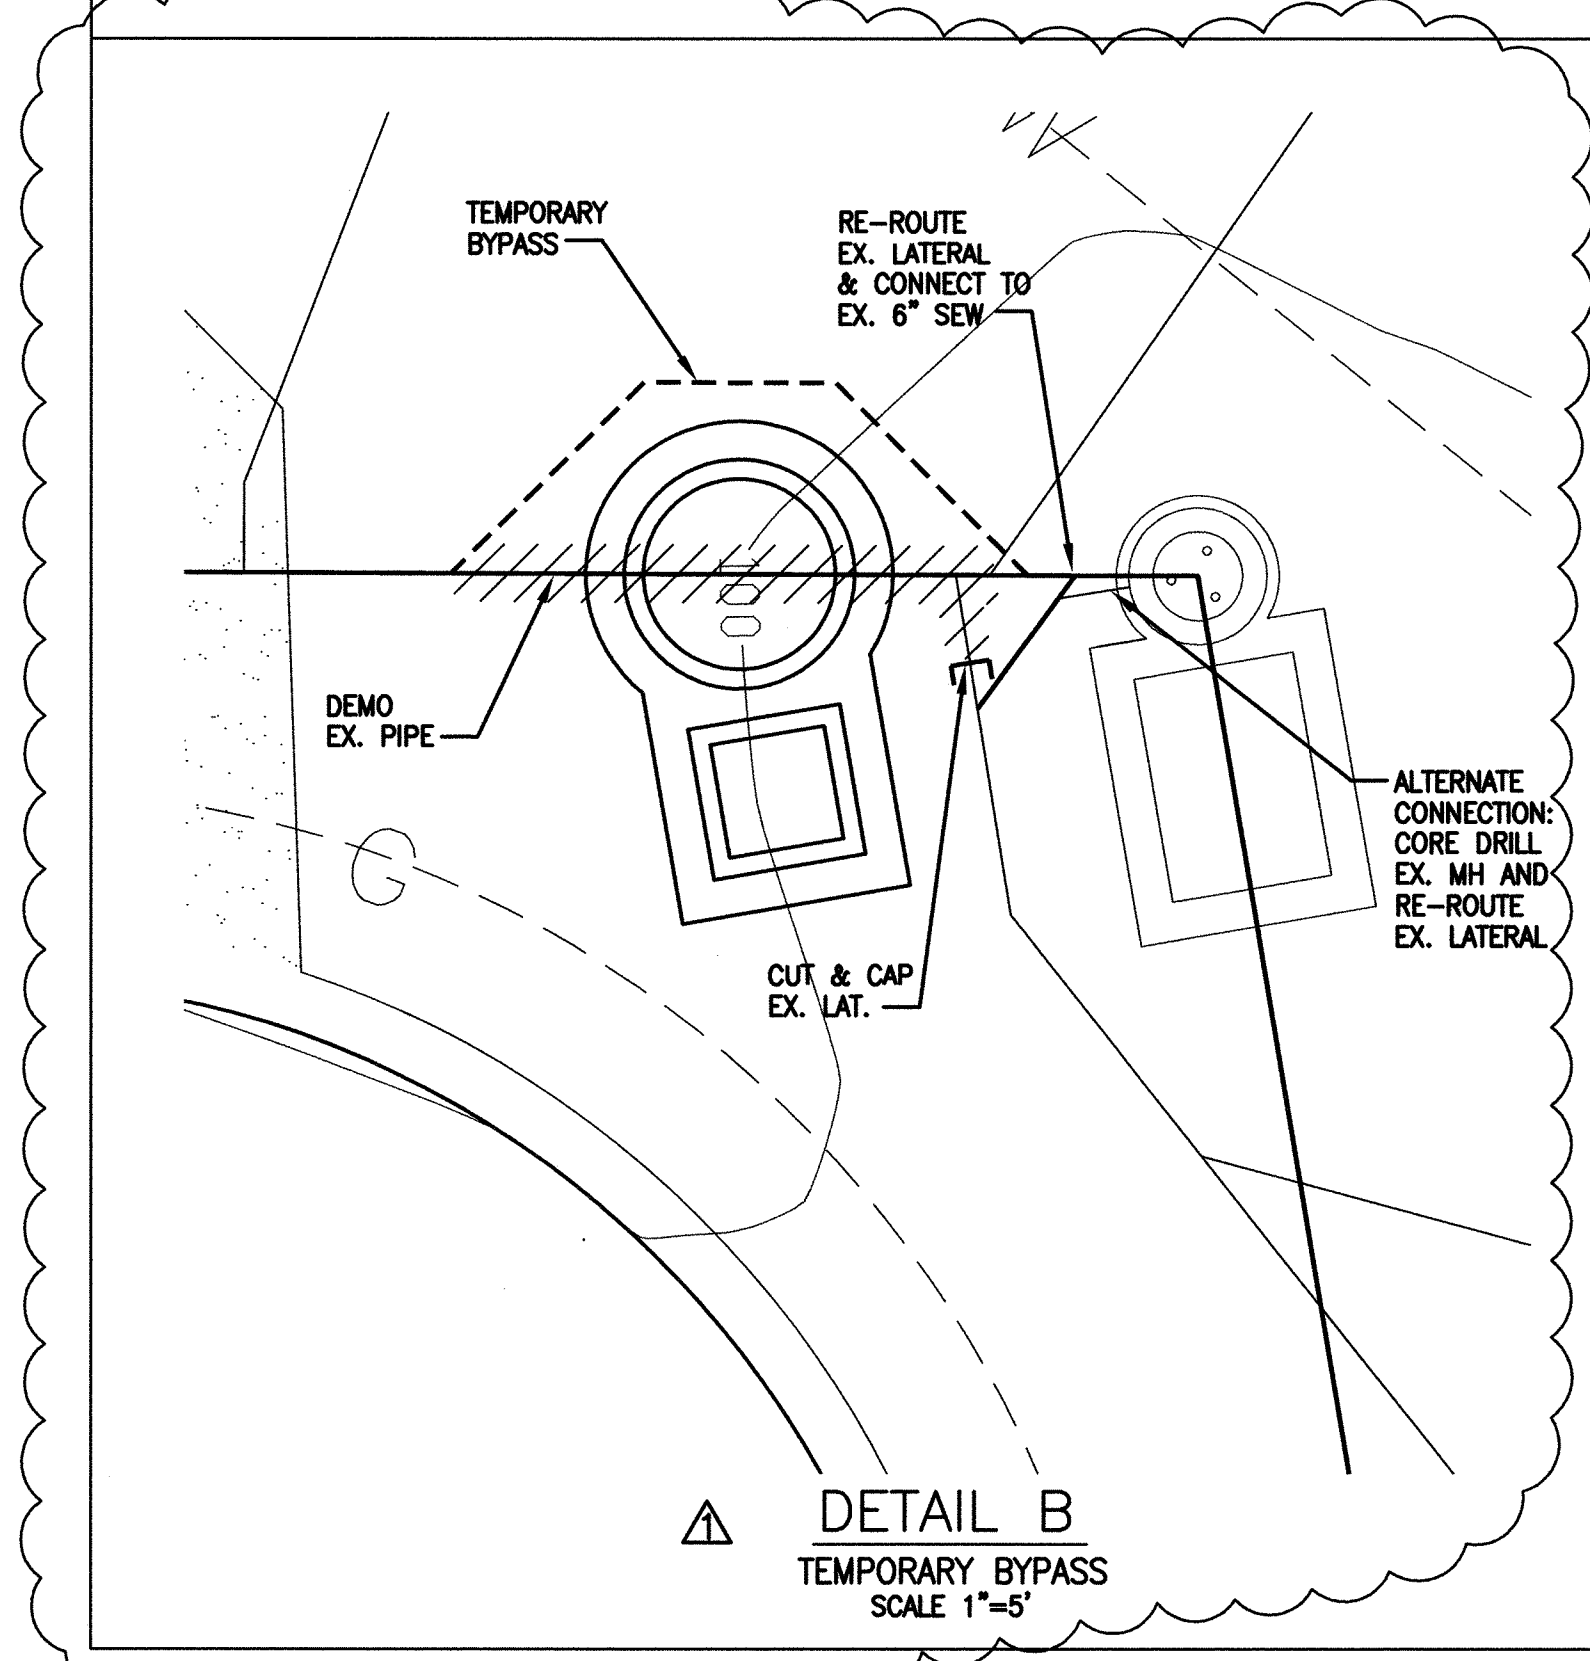 TEMPORARY
BYPASS
RE-ROUTE
EX. LATERAL
& CONNECT TO
EX. 6" SEW
DEMO
EX. PIPE
G
ALTERNATE
CONNECTION:
CORE DRILL
EX. MH AND
RE-ROUTE
EX. LATERAL
CUT & CAP
EX. LAT.
1
DETAIL B
TEMPORARY BYPASS
SCALE 1"=5'